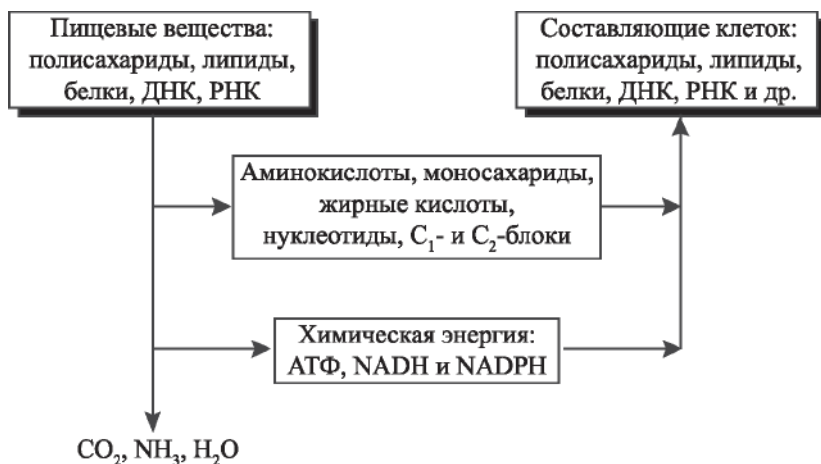 Пищевые вещества:
полисахариды, липиды,
белки, ДНК, РНК
Составляющие клеток:
полисахариды, липиды,
белки, ДНК, РНК и др.
Аминокислоты, моносахариды,
жирные кислоты,
нуклеотиды, C₁- и C₂-блоки
Химическая энергия:
АТФ, NADH и NADPH
CO₂, NH₃, H₂O